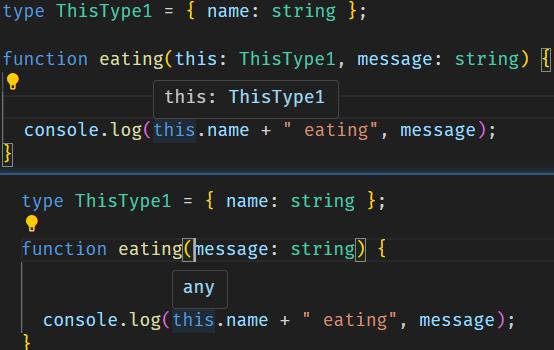 type ThisType1 = { name: string };
function eating(this: ThisType1, message: string) {
this: ThisType1
console.log(this.name + " eating", message);
}
type ThisType1 = { name: string };
function eating(message: string) {
any
console.log(this.name + " eating", message);
}